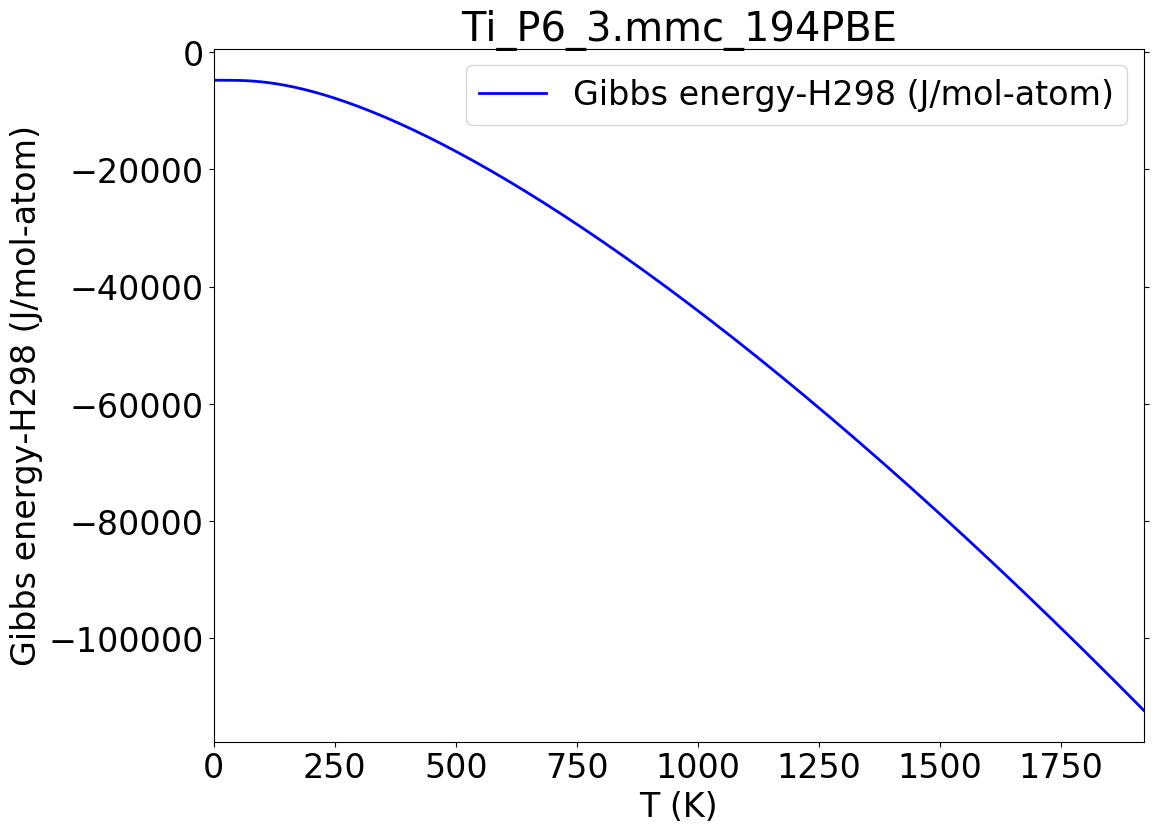 Ti_P6_3.mmc_194PBE
Gibbs energy-H298 (J/mol-atom)
Gibbs energy-H298 (J/mol-atom)
0
−20000
−40000
−60000
−80000
−100000
0 250 500 750 1000 1250 1500 1750
T (K)